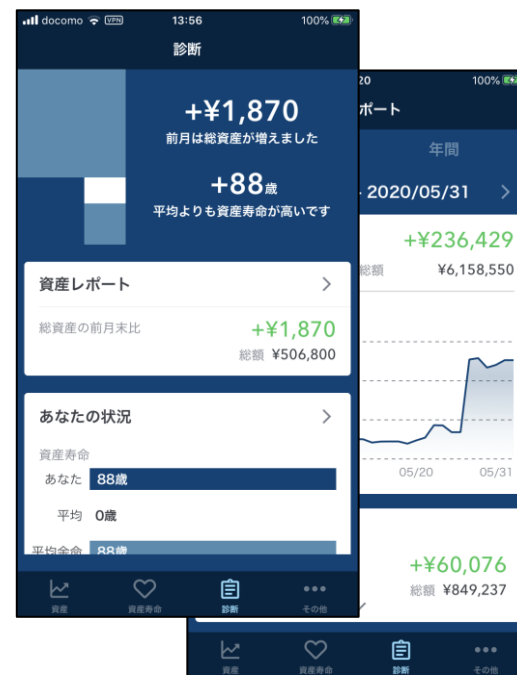 docomo VPN 13:56 100%
診断
+¥1,870
前月は総資産が増えました
+88歳
平均よりも資産寿命が高いです
資産レポート
総資産の前月末比 +¥1,870
総額 ¥506,800
あなたの状況
資産寿命
あなた 88歳
平均 0歳
平均余命 88歳
資産 資産寿命 診断 その他
20 100%
ポート
年間
2020/05/31
+¥236,429
総額 ¥6,158,550
05/20 05/31
+¥60,076
総額 ¥849,237
資産 資産寿命 診断 その他